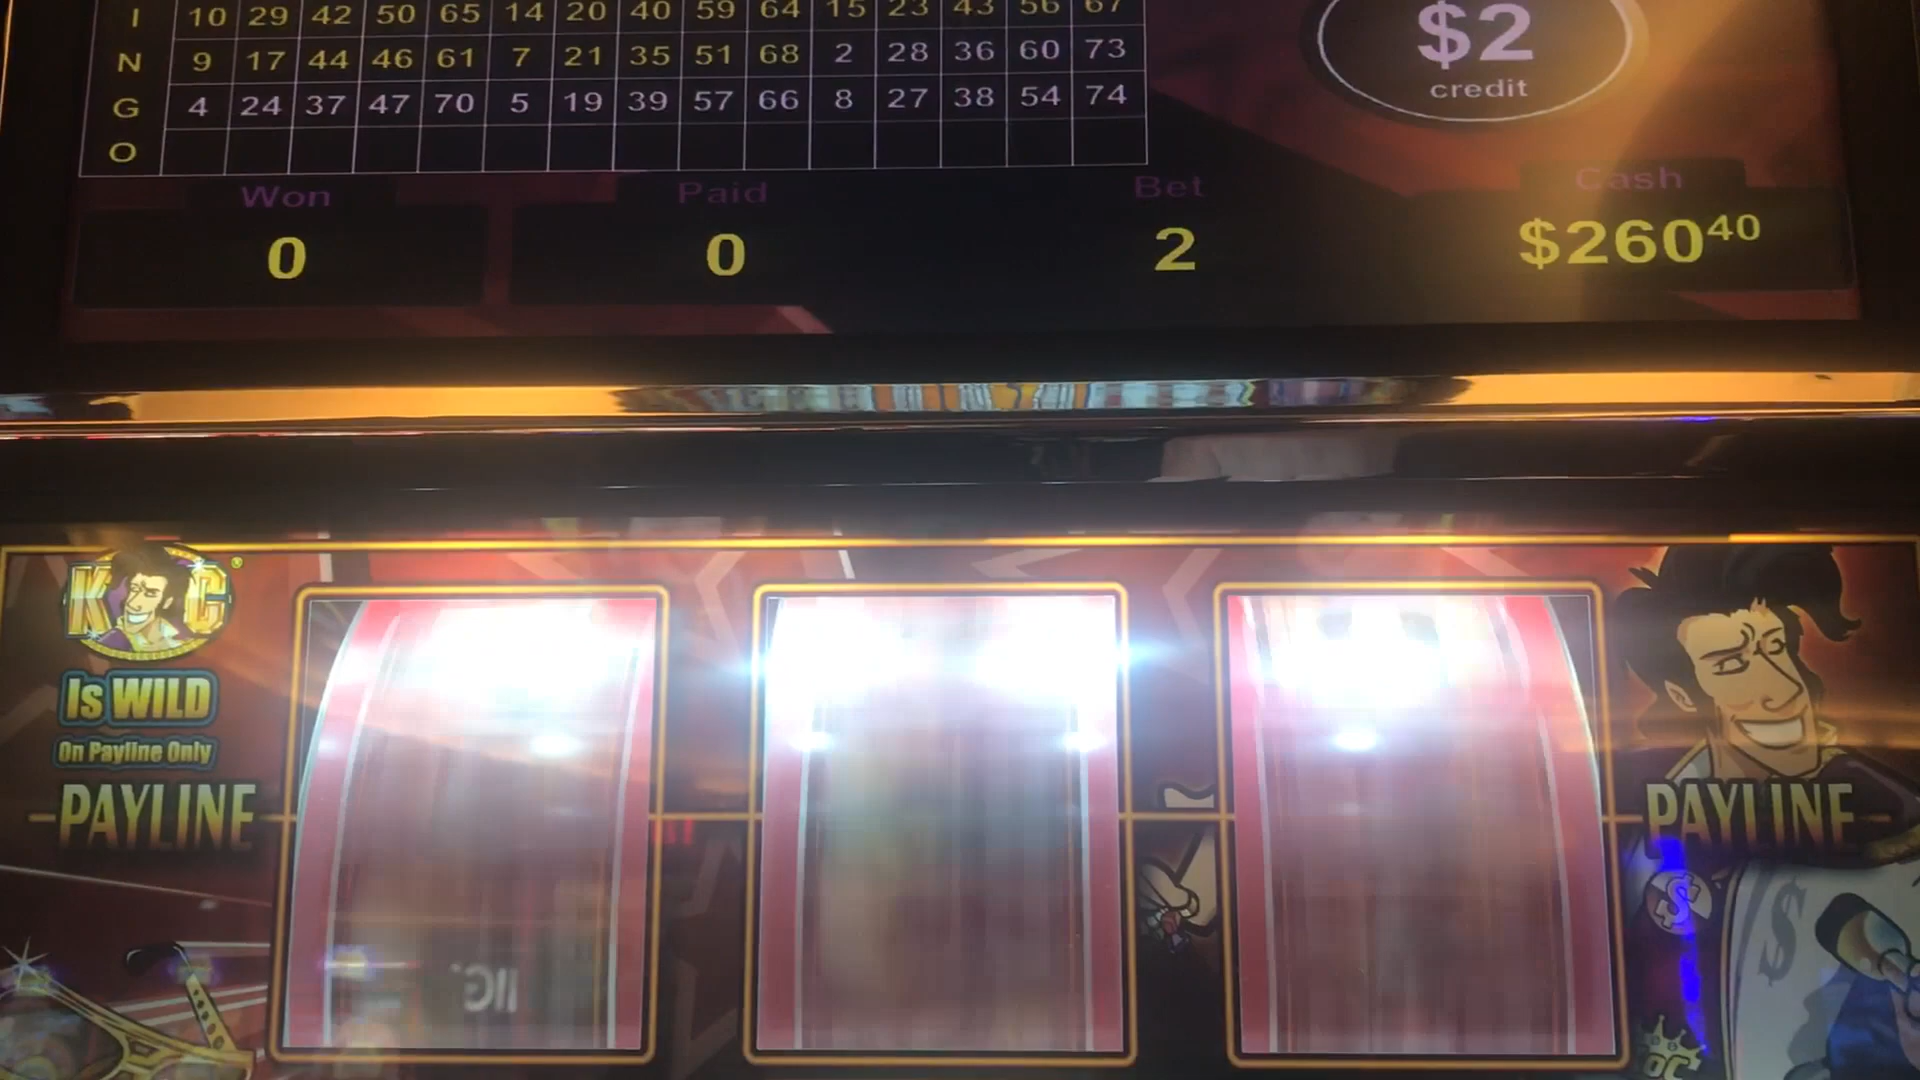 I 10 29 42 50 65 14 20 40 59 64 15 23 43 56 67
N 9 17 44 46 61 7 21 35 51 68 2 28 36 60 73
G 4 24 37 47 70 5 19 39 57 66 8 27 38 54 74
O
$2
credit
Won Paid Bet Cash
0 0 2 $260 40
K C ®
Is WILD
On Payline Only
PAYLINE
PAYLINE
$
$